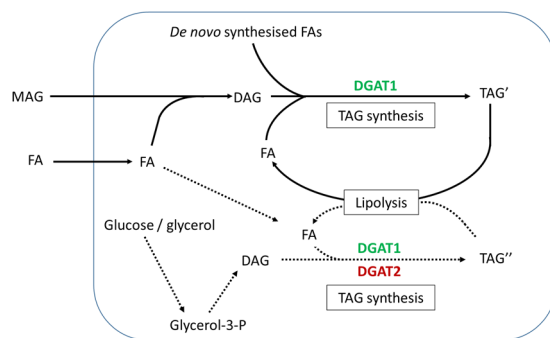 De novo synthesised FAs
MAG
DAG
DGAT1
TAG'
TAG synthesis
FA
FA
FA
Lipolysis
Glucose / glycerol
FA
DAG
DGAT1
TAG''
DGAT2
TAG synthesis
Glycerol-3-P